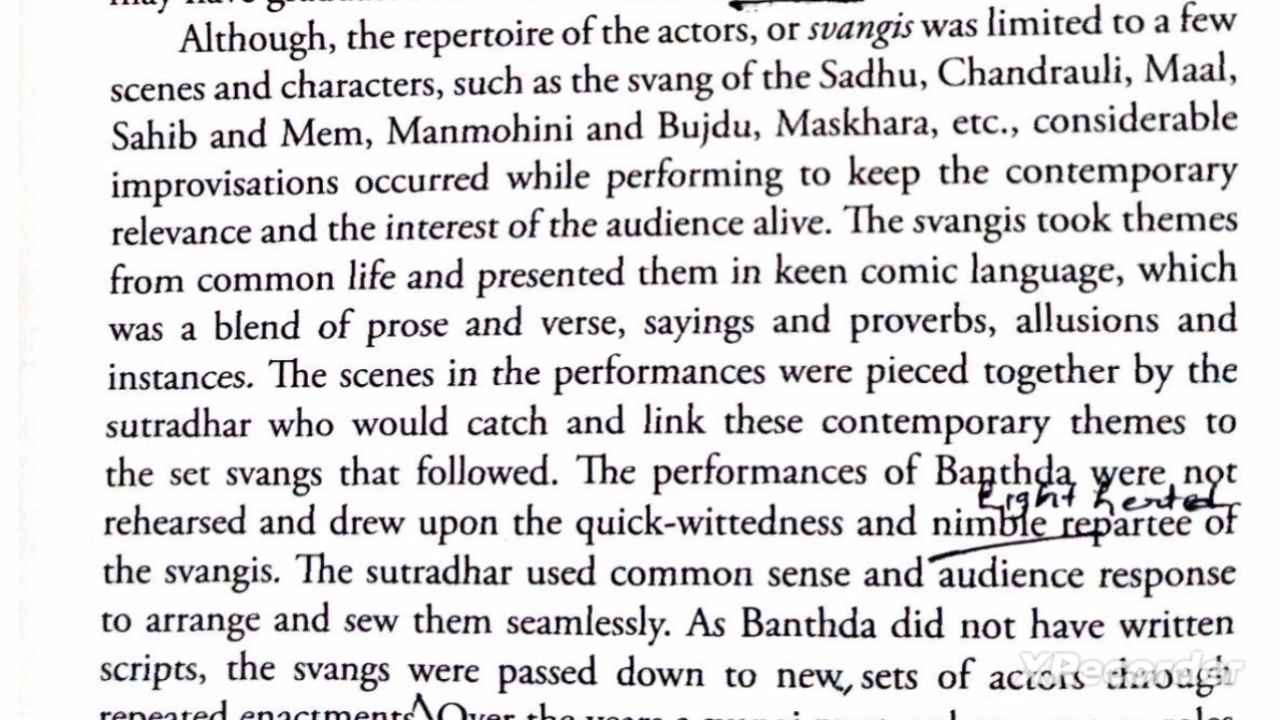 may have
Although, the repertoire of the actors, or svangis was limited to a few
scenes and characters, such as the svang of the Sadhu, Chandrauli, Maal,
Sahib and Mem, Manmohini and Bujdu, Maskhara, etc., considerable
improvisations occurred while performing to keep the contemporary
relevance and the interest of the audience alive. The svangis took themes
from common life and presented them in keen comic language, which
was a blend of prose and verse, sayings and proverbs, allusions and
instances. The scenes in the performances were pieced together by the
sutradhar who would catch and link these contemporary themes to
the set svangs that followed. The performances of Banthda were not
Light herted
rehearsed and drew upon the quick-wittedness and nimble repartee of
the svangis. The sutradhar used common sense and audience response
to arrange and sew them seamlessly. As Banthda did not have written
scripts, the svangs were passed down to new, sets of actors through
XRecorder
repeated enactments Over the years a svangi